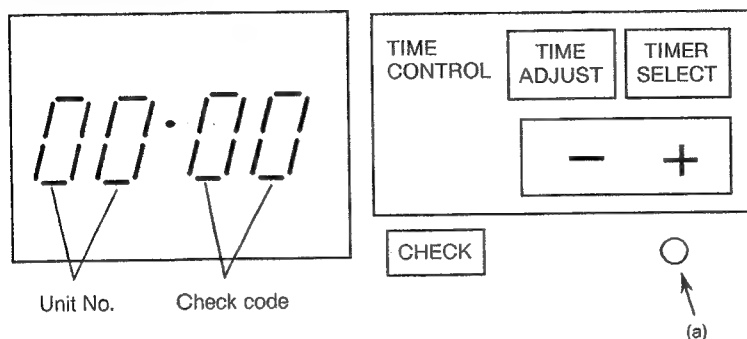 00·00
Unit No.
Check code
TIME
CONTROL
TIME
ADJUST
TIMER
SELECT
− +
CHECK
(a)